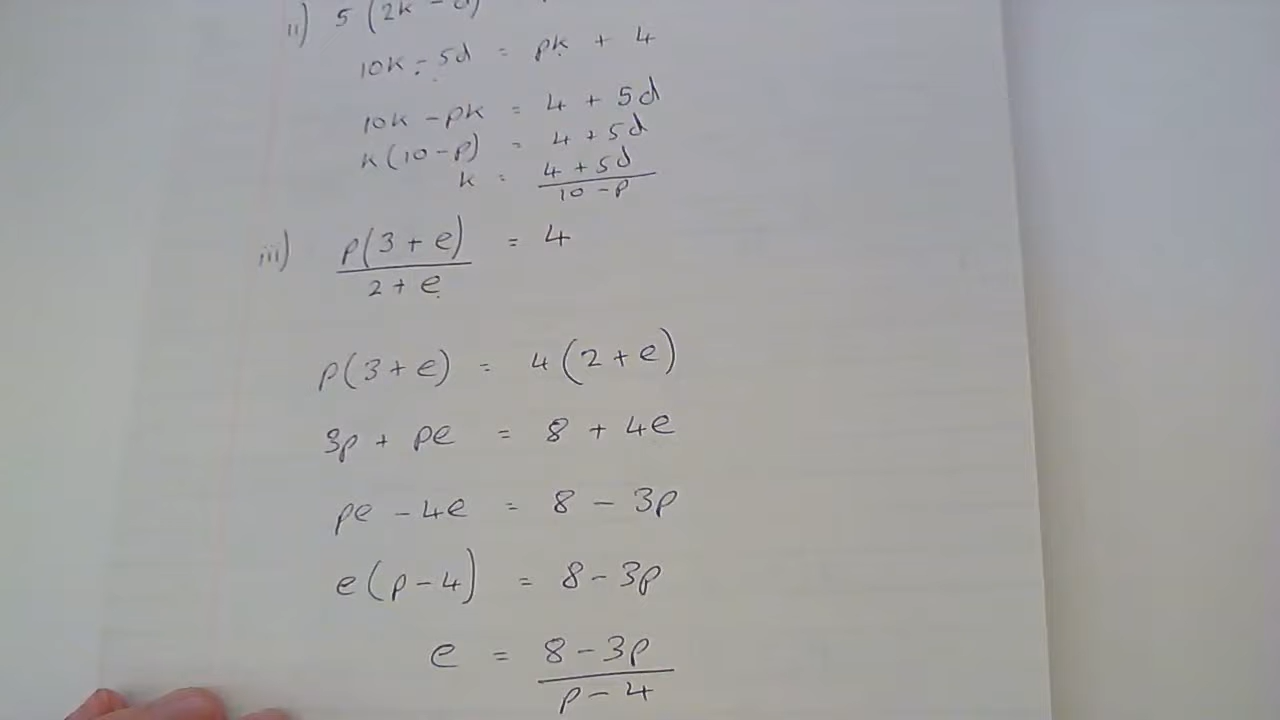 ii) 5 (2k - d)
10k - 5d = pk + 4
10k - pk = 4 + 5d
k(10 - p) = 4 + 5d
k = (4 + 5d)/(10 - p)
iii) p(3 + e)/(2 + e) = 4
p(3 + e) = 4(2 + e)
3p + pe = 8 + 4e
pe - 4e = 8 - 3p
e(p - 4) = 8 - 3p
e = (8 - 3p)/(p - 4)